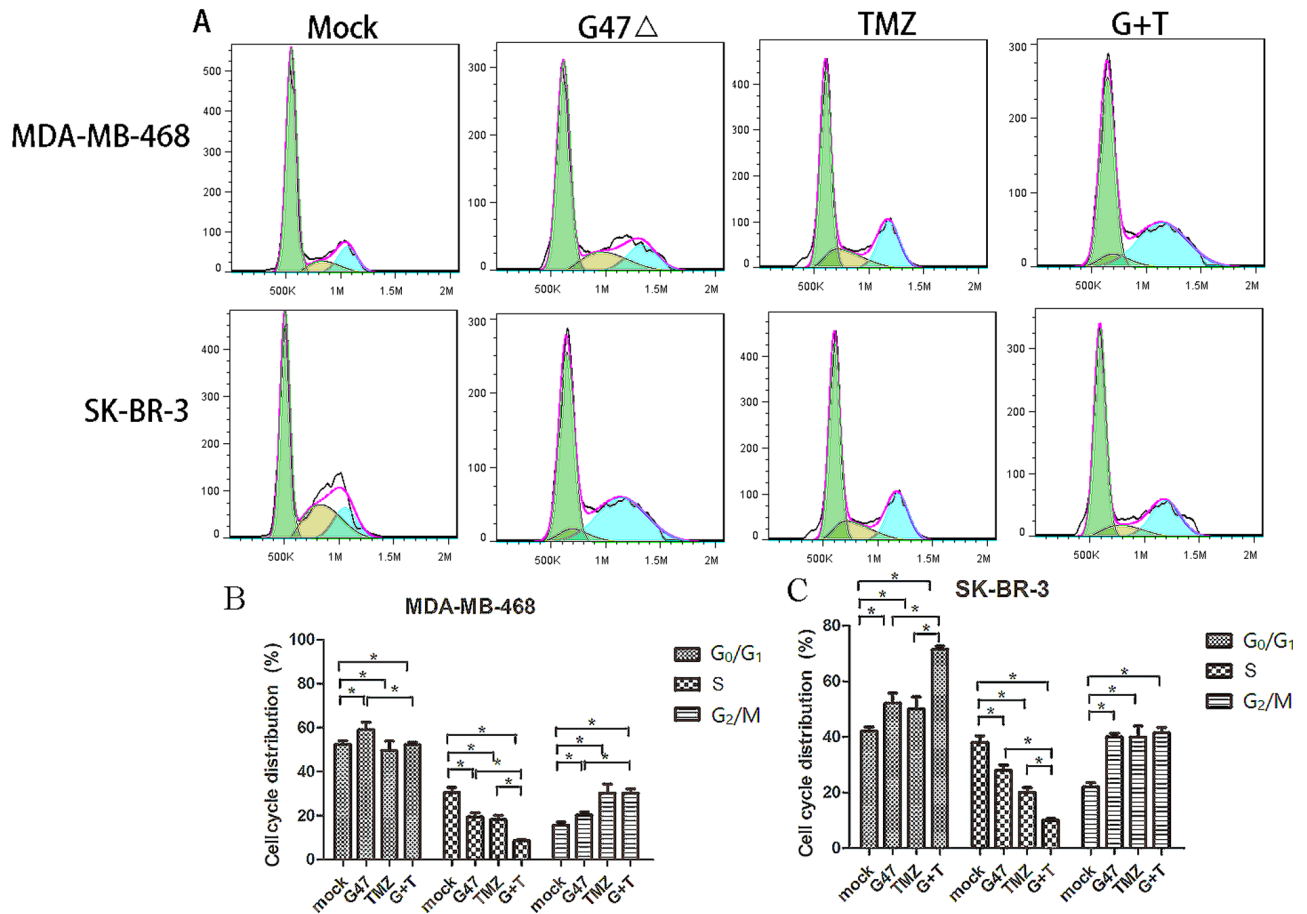 A
Mock
G47△
TMZ
G+T
MDA-MB-468
500
400
300
200
100
0
500K
1M
1.5M
2M
300
200
100
0
500K
1M
1.5M
2M
400
300
200
100
0
500K
1M
1.5M
2M
300
200
100
0
500K
1M
1.5M
2M
SK-BR-3
400
300
200
100
0
500K
1M
1.5M
2M
300
200
100
0
500K
1M
1.5M
2M
400
300
200
100
0
500K
1M
1.5M
2M
300
200
100
0
500K
1M
1.5M
2M
B
MDA-MB-468
Cell cycle distribution (%)
100
80
60
40
20
0
* * * *
* * * * *
* * * *
mock
G47
TMZ
G+T
mock
G47
TMZ
G+T
mock
G47
TMZ
G+T
G0/G1
S
G2/M
C
SK-BR-3
Cell cycle distribution (%)
80
60
40
20
0
* * * * *
* * * * *
* * *
mock
G47
TMZ
G+T
mock
G47
TMZ
G+T
mock
G47
TMZ
G+T
G0/G1
S
G2/M